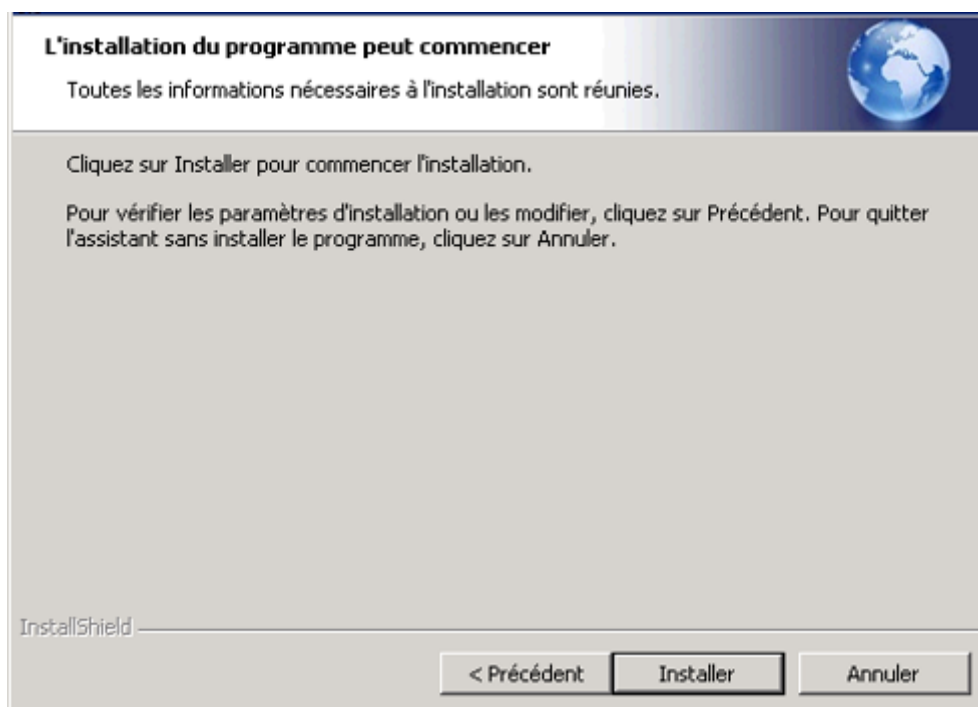 L'installation du programme peut commencer
Toutes les informations nécessaires à l'installation sont réunies.
Cliquez sur Installer pour commencer l'installation.
Pour vérifier les paramètres d'installation ou les modifier, cliquez sur Précédent. Pour quitter
l'assistant sans installer le programme, cliquez sur Annuler.
InstallShield
< Précédent
Installer
Annuler